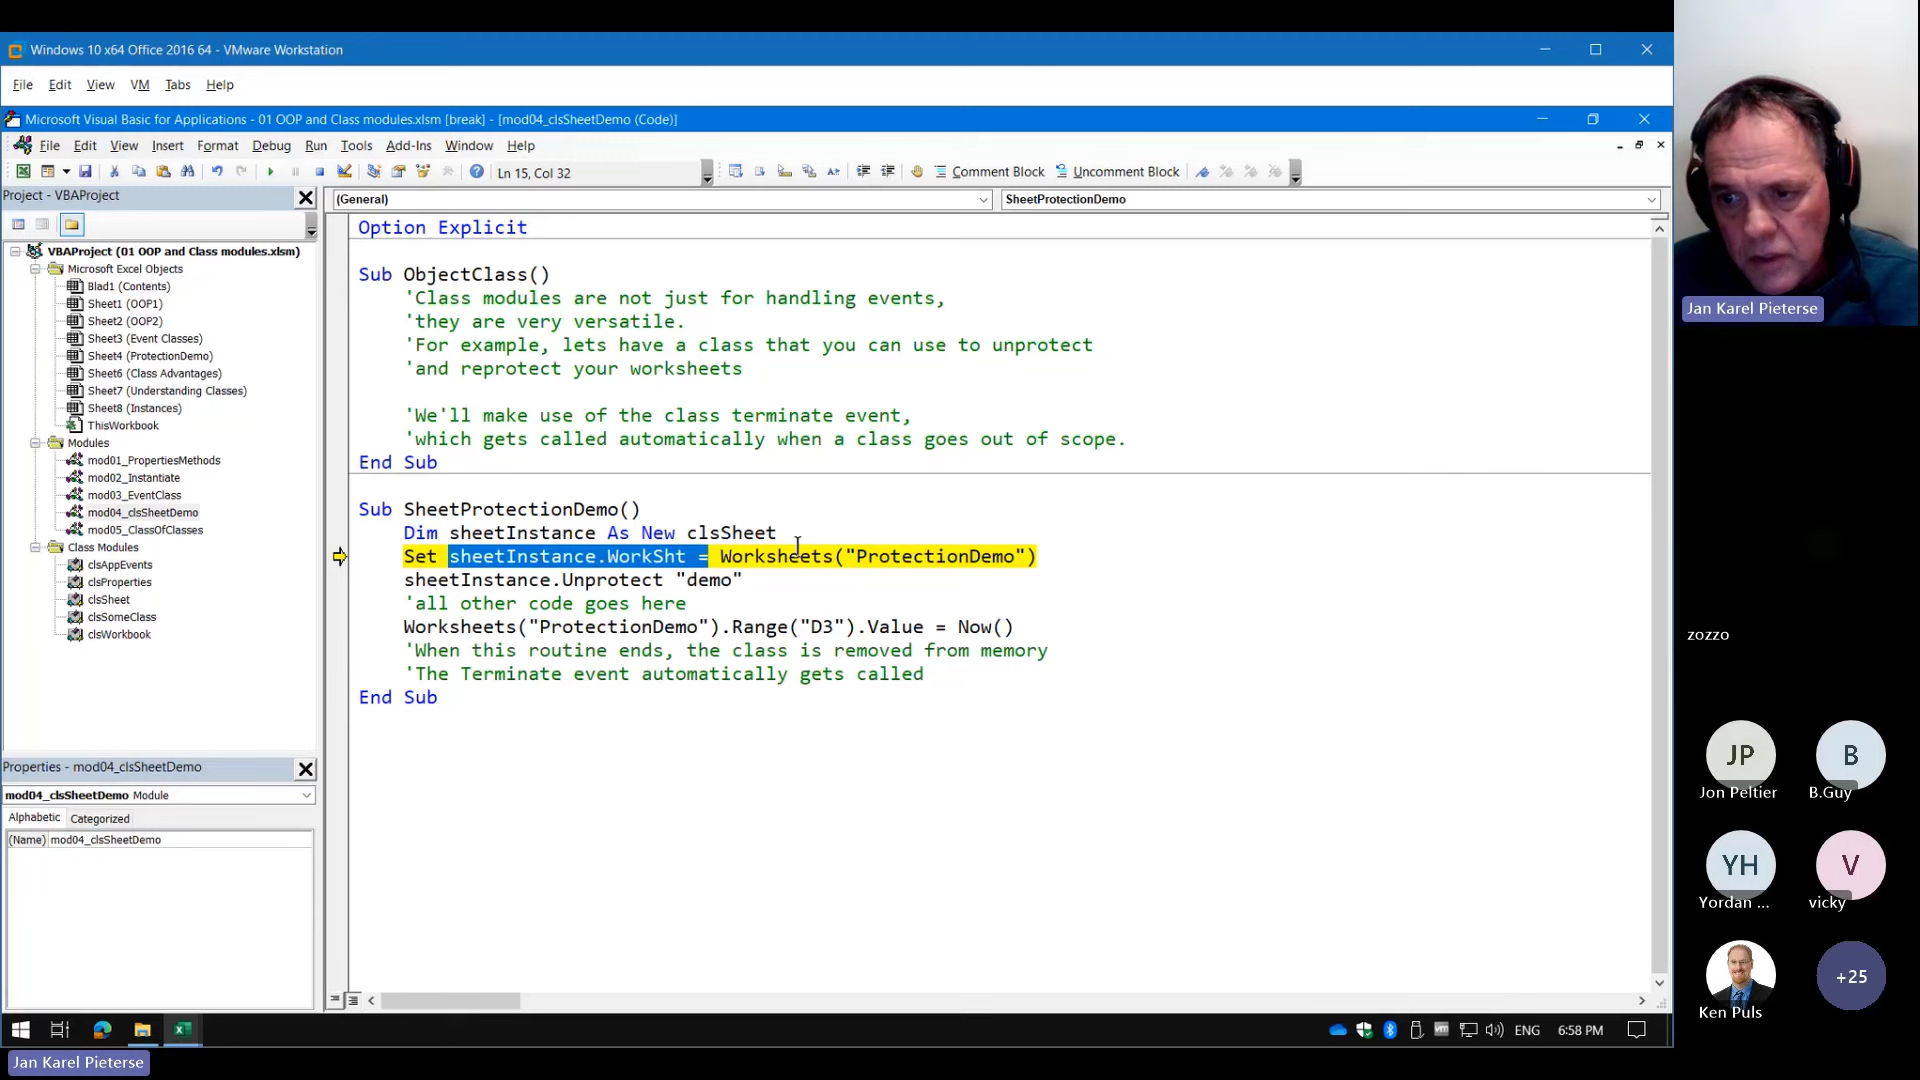 Windows 10 x64 Office 2016 64 - VMware Workstation
File Edit View VM Tabs Help
Microsoft Visual Basic for Applications - 01 OOP and Class modules.xlsm [break] - [mod04_clsSheetDemo (Code)]
File Edit View Insert Format Debug Run Tools Add-Ins Window Help
Ln 15, Col 32
Comment Block Uncomment Block
Project - VBAProject
VBAProject (01 OOP and Class modules.xlsm)
Microsoft Excel Objects
Blad1 (Contents)
Sheet1 (OOP1)
Sheet2 (OOP2)
Sheet3 (Event Classes)
Sheet4 (ProtectionDemo)
Sheet6 (Class Advantages)
Sheet7 (Understanding Classes)
Sheet8 (Instances)
ThisWorkbook
Modules
mod01_PropertiesMethods
mod02_Instantiate
mod03_EventClass
mod04_clsSheetDemo
mod05_ClassOfClasses
Class Modules
clsAppEvents
clsProperties
clsSheet
clsSomeClass
clsWorkbook
Properties - mod04_clsSheetDemo
mod04_clsSheetDemo Module
Alphabetic Categorized
(Name) mod04_clsSheetDemo
(General) SheetProtectionDemo
Option Explicit
Sub ObjectClass()
'Class modules are not just for handling events,
'they are very versatile.
'For example, lets have a class that you can use to unprotect
'and reprotect your worksheets
'We'll make use of the class terminate event,
'which gets called automatically when a class goes out of scope.
End Sub
Sub SheetProtectionDemo()
Dim sheetInstance As New clsSheet
Set sheetInstance.WorkSht = Worksheets("ProtectionDemo")
sheetInstance.Unprotect "demo"
'all other code goes here
Worksheets("ProtectionDemo").Range("D3").Value = Now()
'When this routine ends, the class is removed from memory
'The Terminate event automatically gets called
End Sub
ENG 6:58 PM
Jan Karel Pieterse
Jan Karel Pieterse
zozzo
JP
Jon Peltier
B
B.Guy
YH
Yordan ...
V
vicky
Ken Puls
+25